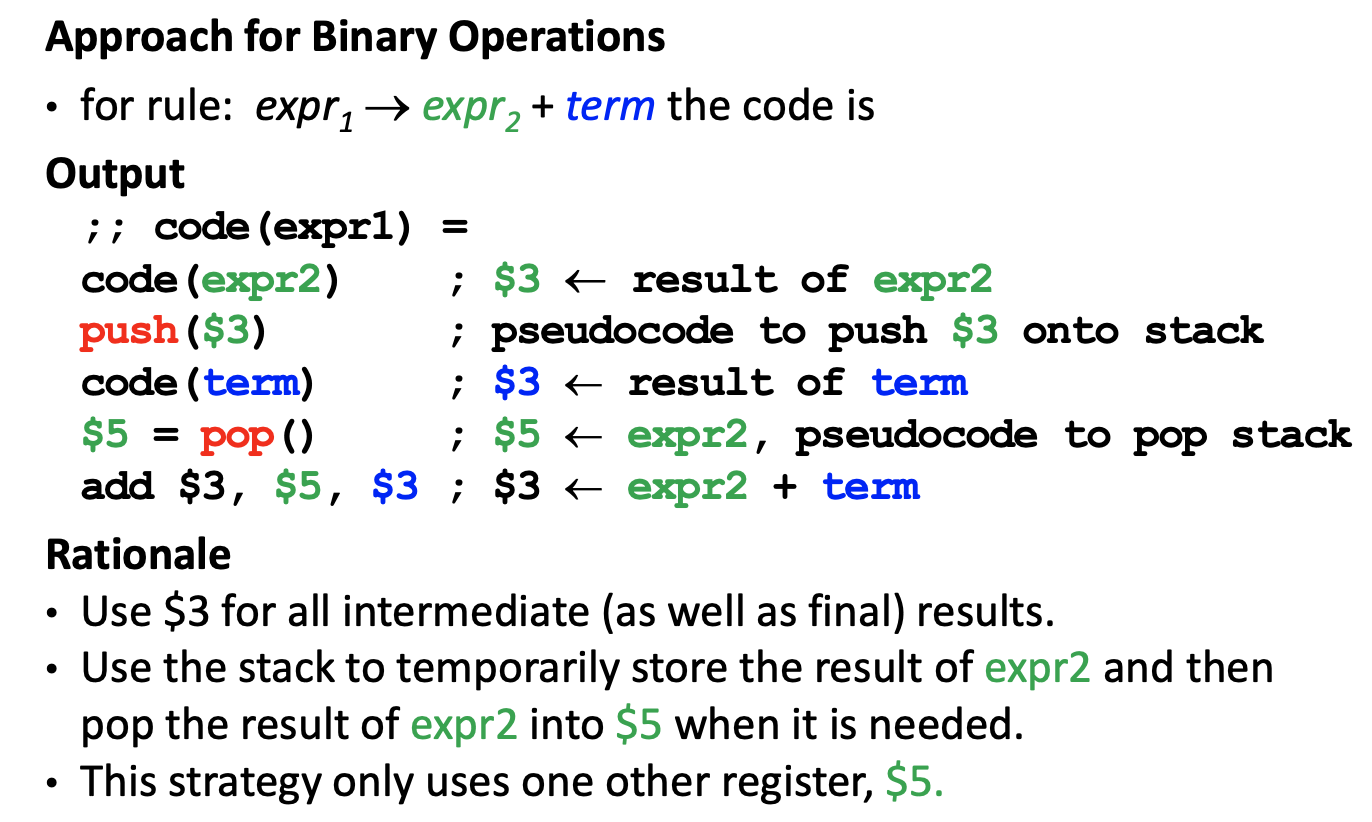 Approach for Binary Operations
• for rule: expr₁ → expr₂ + term the code is
Output
;; code(expr1) =
code(expr2) ; $3 ← result of expr2
push($3) ; pseudocode to push $3 onto stack
code(term) ; $3 ← result of term
$5 = pop() ; $5 ← expr2, pseudocode to pop stack
add $3, $5, $3 ; $3 ← expr2 + term
Rationale
• Use $3 for all intermediate (as well as final) results.
• Use the stack to temporarily store the result of expr2 and then
pop the result of expr2 into $5 when it is needed.
• This strategy only uses one other register, $5.